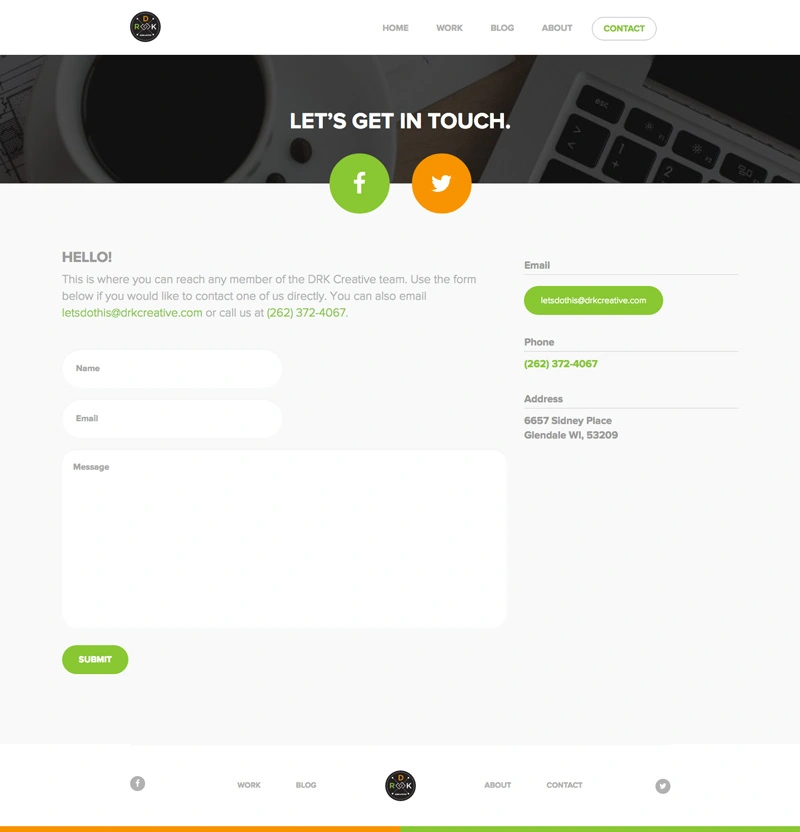 D
R K
HOME WORK BLOG ABOUT CONTACT
LET'S GET IN TOUCH.
esc
HELLO!
This is where you can reach any member of the DRK Creative team. Use the form
below if you would like to contact one of us directly. You can also email
letsdothis@drkcreative.com or call us at (262) 372-4067.
Name
Email
Message
SUBMIT
Email
letsdothis@drkcreative.com
Phone
(262) 372-4067
Address
6657 Sidney Place
Glendale WI, 53209
WORK BLOG
D
R K
ABOUT CONTACT